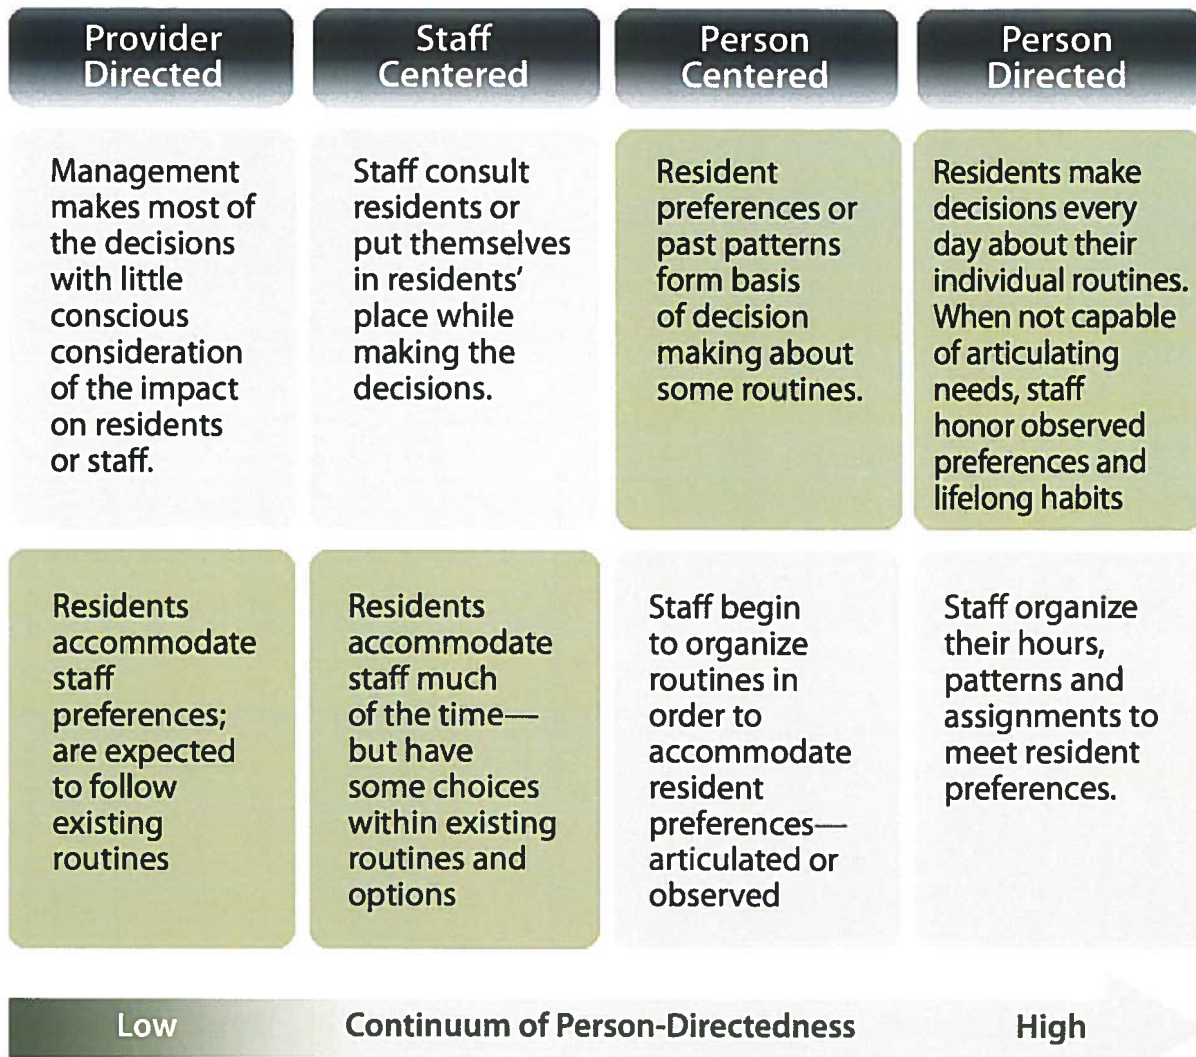 Provider
Directed
Staff
Centered
Person
Centered
Person
Directed
Management
makes most of
the decisions
with little
conscious
consideration
of the impact
on residents
or staff.
Staff consult
residents or
put themselves
in residents'
place while
making the
decisions.
Resident
preferences or
past patterns
form basis
of decision
making about
some routines.
Residents make
decisions every
day about their
individual routines.
When not capable
of articulating
needs, staff
honor observed
preferences and
lifelong habits
Residents
accommodate
staff
preferences;
are expected
to follow
existing
routines
Residents
accommodate
staff much
of the time—
but have
some choices
within existing
routines and
options
Staff begin
to organize
routines in
order to
accommodate
resident
preferences—
articulated or
observed
Staff organize
their hours,
patterns and
assignments to
meet resident
preferences.
Low Continuum of Person-Directedness High